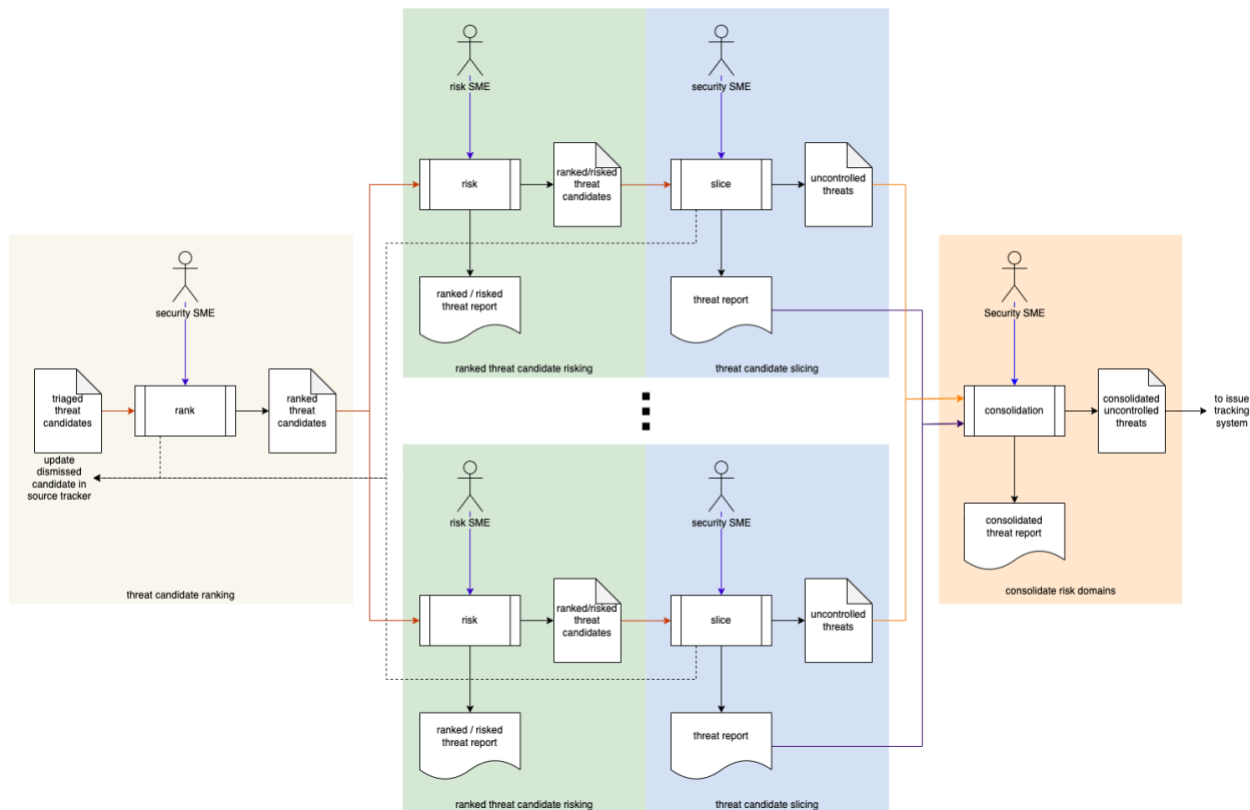 risk SME
security SME
risk
ranked/risked
threat
candidates
slice
uncontrolled
threats
ranked / risked
threat report
threat report
ranked threat candidate risking
threat candidate slicing
security SME
triaged
threat
candidates
rank
ranked
threat
candidates
update
dismissed
candidate in
source tracker
threat candidate ranking
risk SME
security SME
risk
ranked/risked
threat
candidates
slice
uncontrolled
threats
ranked / risked
threat report
threat report
ranked threat candidate risking
threat candidate slicing
Security SME
consolidation
consolidated
uncontrolled
threats
to issue
tracking
system
consolidated
threat report
consolidate risk domains